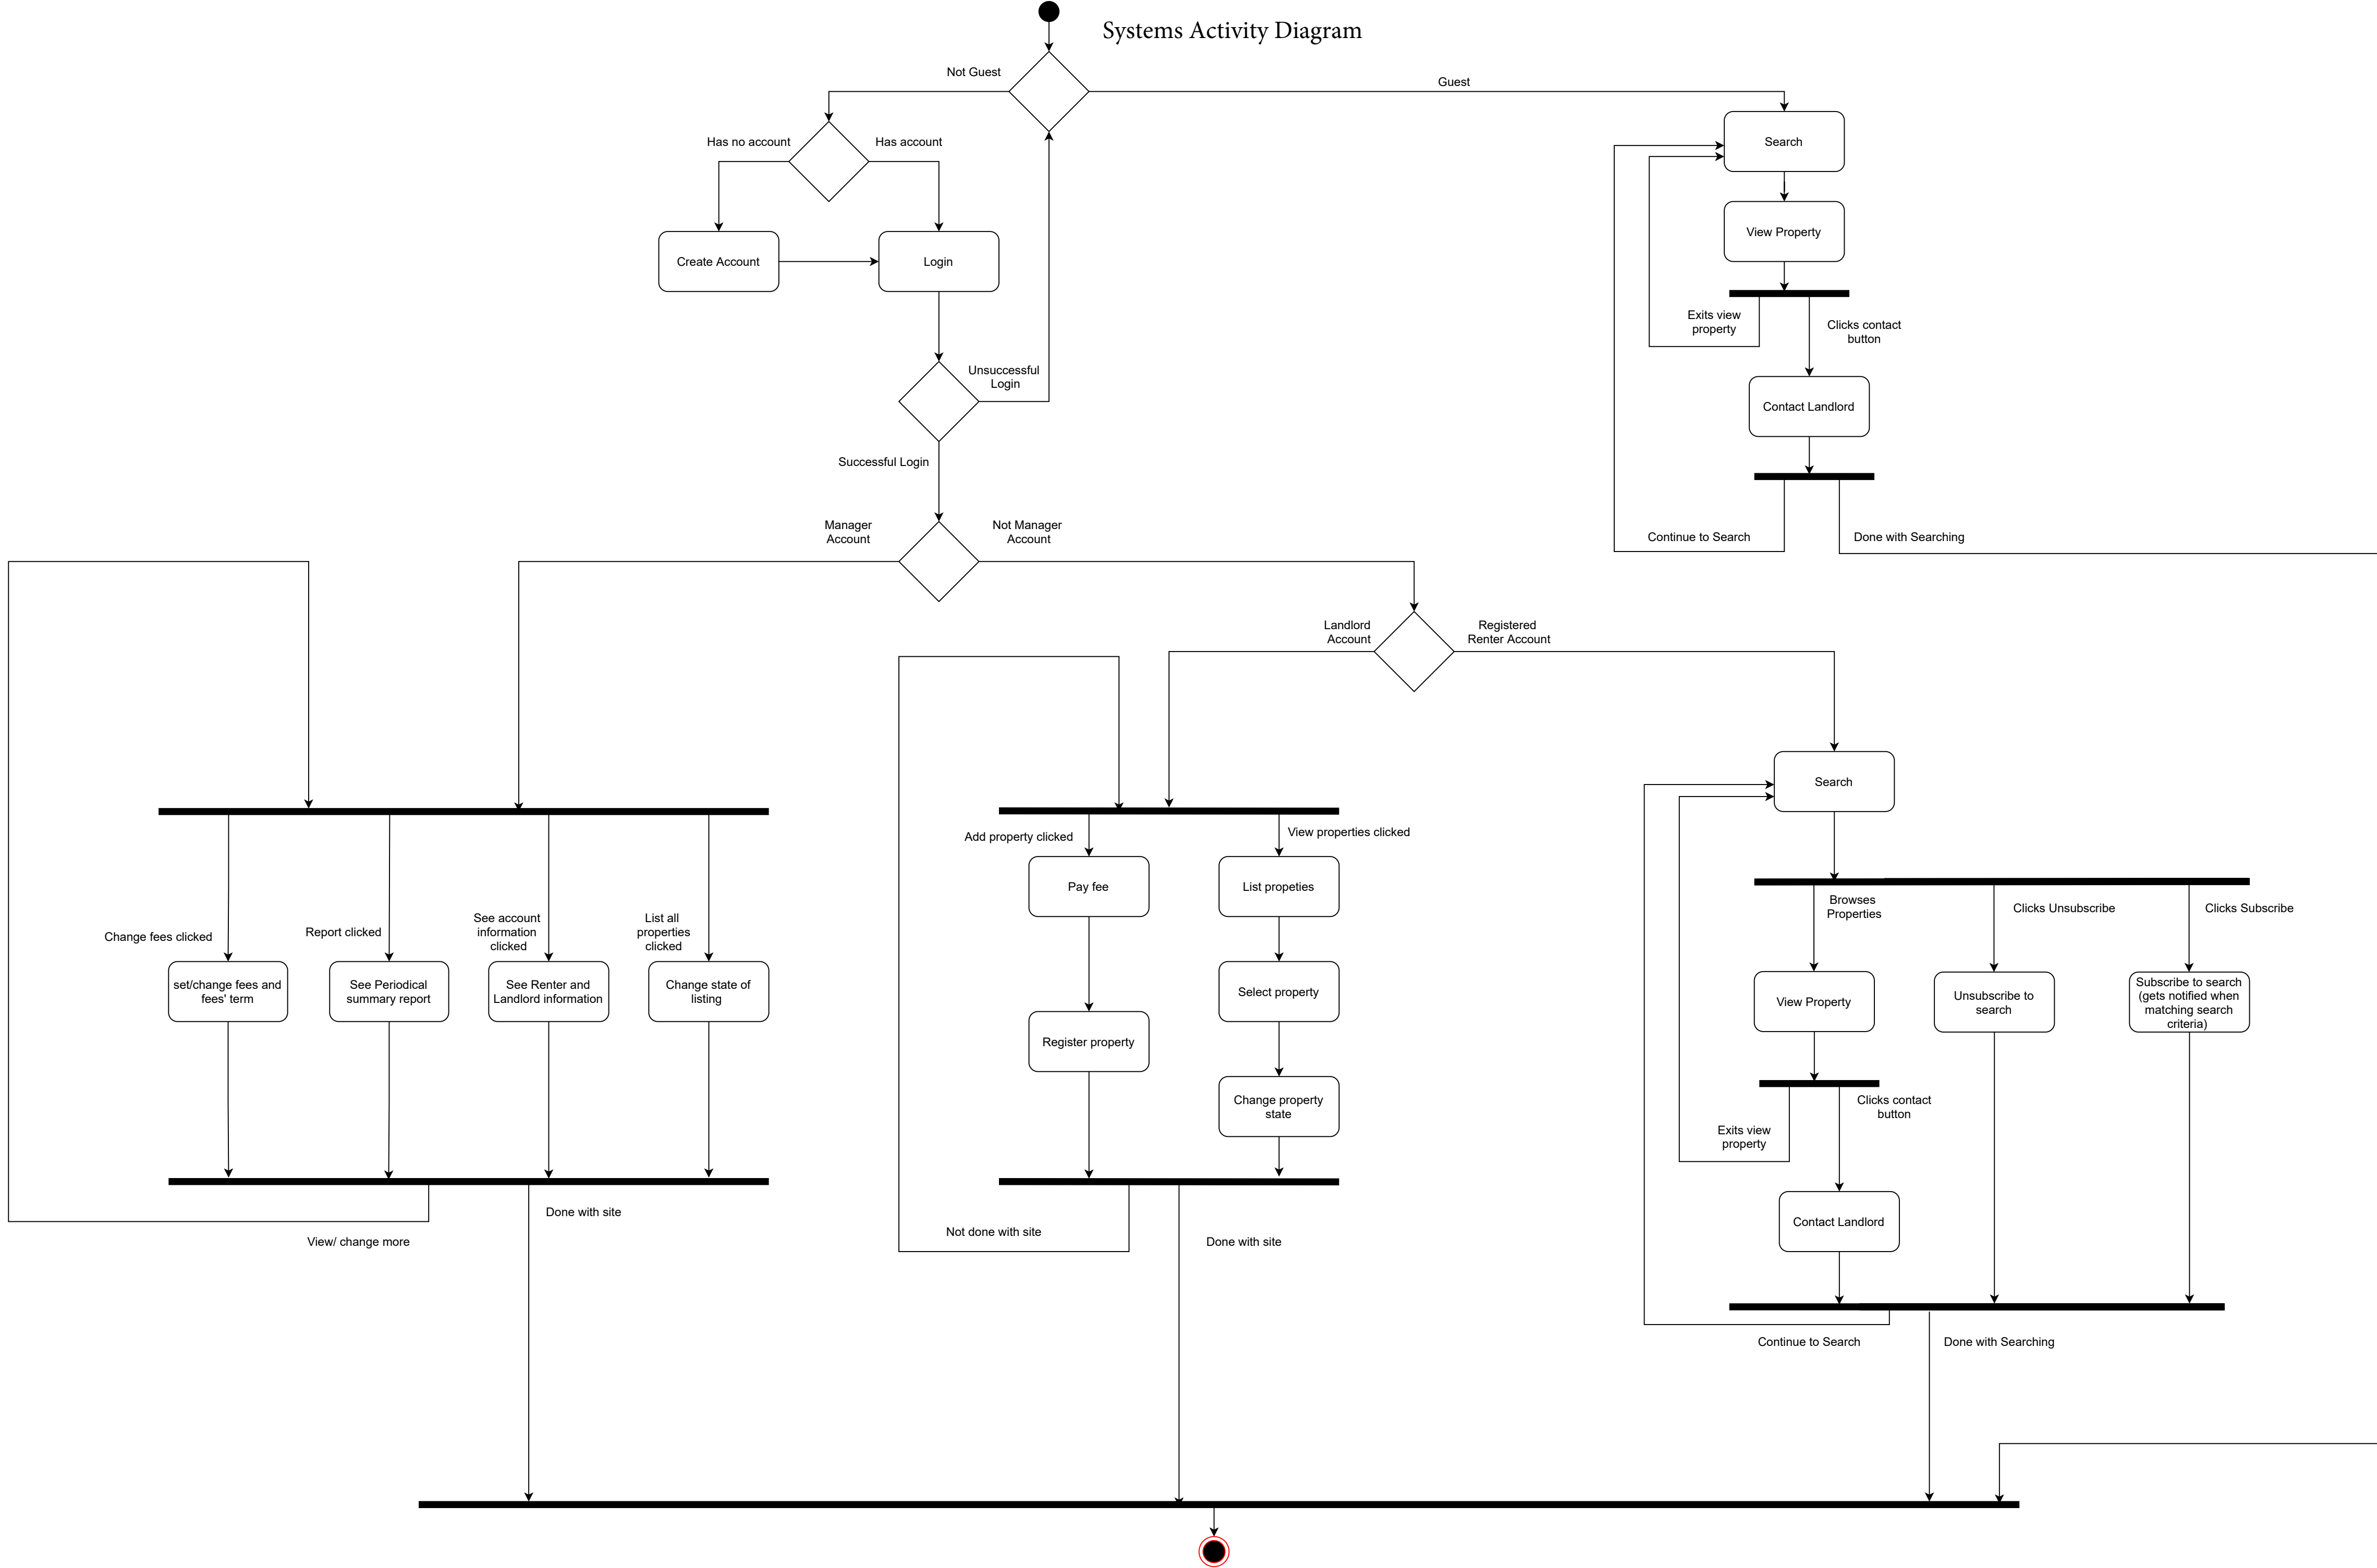 Systems Activity Diagram
Not Guest
Guest
Has no account
Has account
Search
View Property
Create Account
Login
Exits view
property
Clicks contact
button
Unsuccessful
Login
Contact Landlord
Successful Login
Manager
Account
Not Manager
Account
Continue to Search
Done with Searching
Landlord
Account
Registered
Renter Account
Search
Add property clicked
View properties clicked
Pay fee
List propeties
Browses
Properties
Clicks Unsubscribe
Clicks Subscribe
Change fees clicked
Report clicked
See account
information
clicked
List all
properties
clicked
set/change fees and
fees' term
See Periodical
summary report
See Renter and
Landlord information
Change state of
listing
Select property
View Property
Unsubscribe to
search
Subscribe to search
(gets notified when
matching search
criteria)
Register property
Change property
state
Clicks contact
button
Exits view
property
Contact Landlord
Done with site
View/ change more
Not done with site
Done with site
Continue to Search
Done with Searching